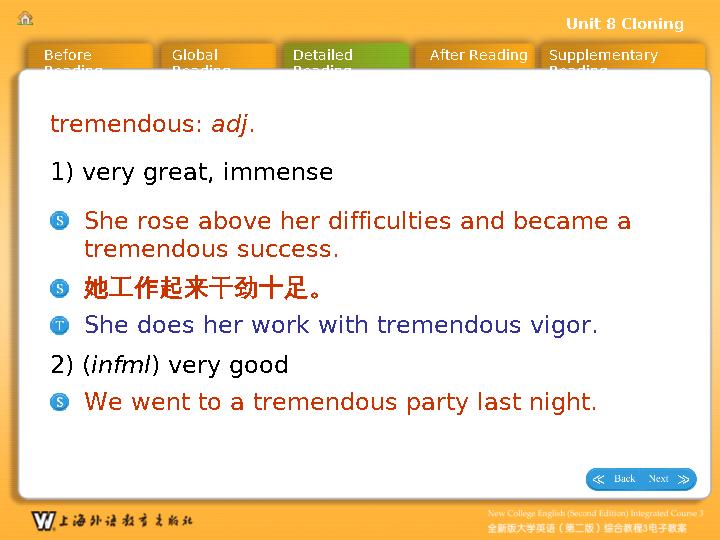 Unit 8 Cloning
Before Reading
Global Reading
Detailed Reading
After Reading
Supplementary Reading
tremendous: adj.
1) very great, immense
S She rose above her difficulties and became a
tremendous success.
S 她工作起来干劲十足。
T She does her work with tremendous vigor.
2) (infml) very good
S We went to a tremendous party last night.
Back Next
上海外语教育出版社
New College English (Second Edition) Integrated Course 3
全新版大学英语（第二版）综合教程3电子教案